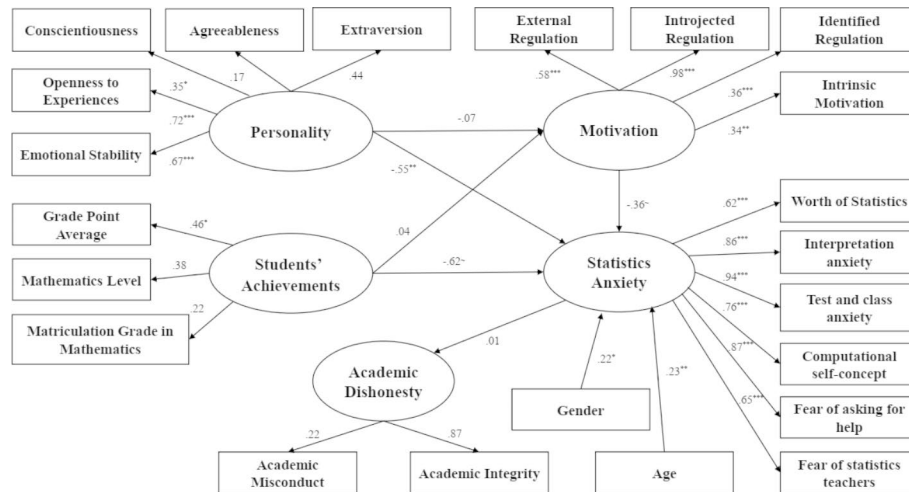 Conscientiousness
Agreeableness
Extraversion
External
Regulation
Introjected
Regulation
Identified
Regulation
.17
.44
.58***
.98***
Openness to
Experiences
.35*
.36***
Intrinsic
Motivation
.72***
Personality
-.07
Motivation
.34**
Emotional Stability
.67***
-.55**
-.36~
Grade Point
Average
.46*
.04
.62***
Worth of Statistics
.86***
Interpretation
anxiety
Mathematics Level
.38
Students'
Achievements
-.62~
Statistics
Anxiety
.94***
Test and class
anxiety
.22
.76***
Matriculation Grade in
Mathematics
.01
.87***
Computational
self-concept
Academic
Dishonesty
.22*
.23**
.65***
Gender
Fear of asking for
help
.22
.87
Academic
Misconduct
Academic Integrity
Age
Fear of statistics
teachers